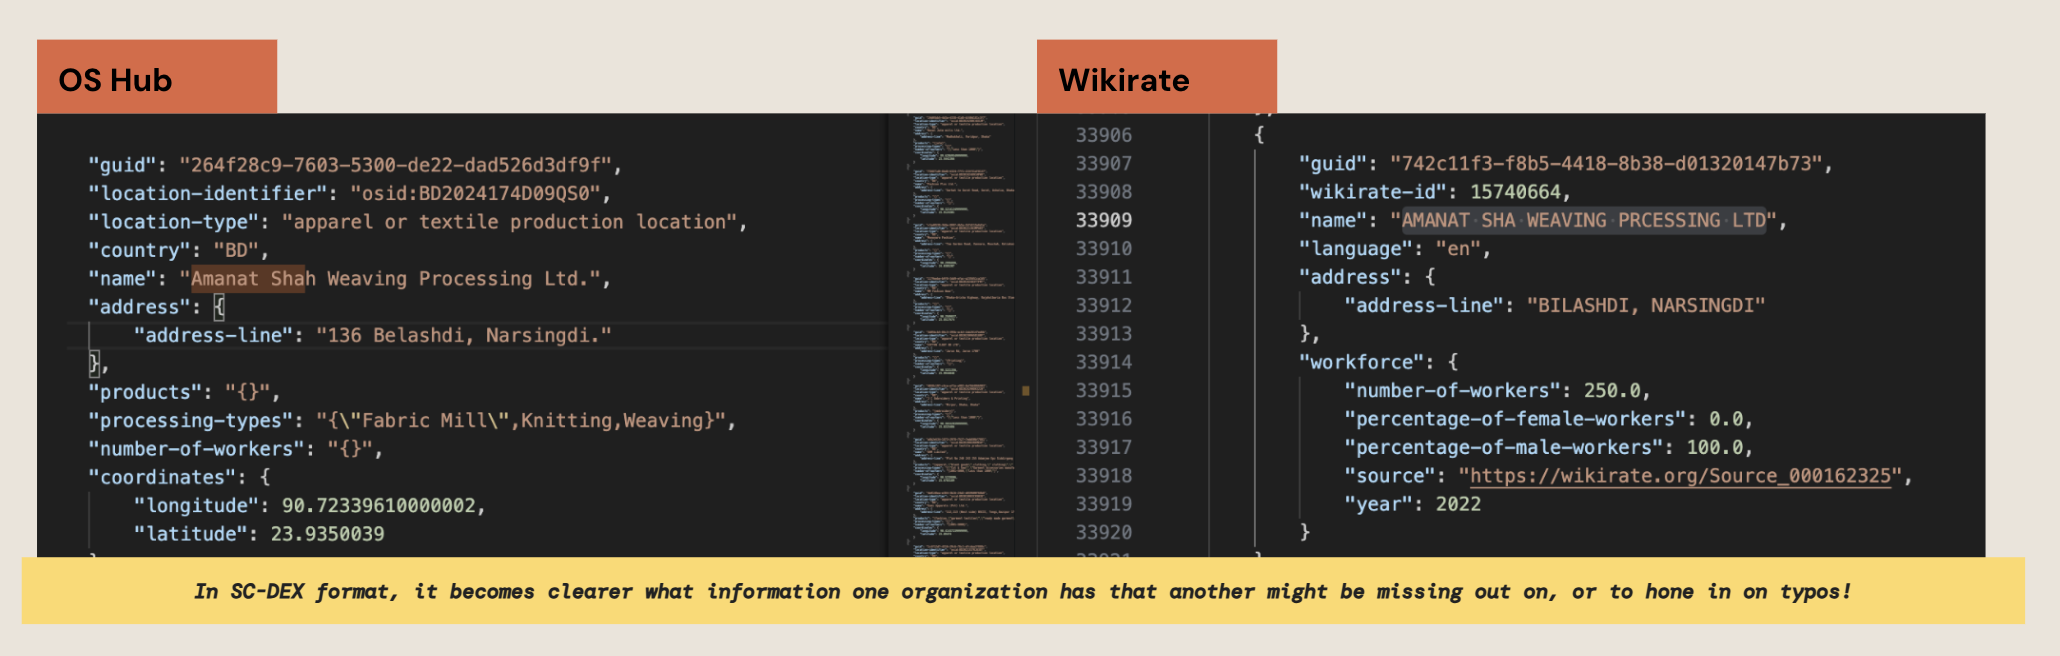 OS Hub
"guid": "264f28c9-7603-5300-de22-dad526d3df9f",
"location-identifier": "osid:BD2024174D09QS0",
"location-type": "apparel or textile production location",
"country": "BD",
"name": "Amanat Shah Weaving Processing Ltd.",
"address": {
"address-line": "136 Belashdi, Narsingdi."
},
"products": "{}",
"processing-types": "{\"Fabric Mill\",Knitting,Weaving}",
"number-of-workers": "{}",
"coordinates": {
"longitude": 90.72339610000002,
"latitude": 23.9350039
Wikirate
33906 {
33907 "guid": "742c11f3-f8b5-4418-8b38-d01320147b73",
33908 "wikirate-id": 15740664,
33909 "name": "AMANAT SHA WEAVING PRCESSING LTD",
33910 "language": "en",
33911 "address": {
33912 "address-line": "BILASHDI, NARSINGDI"
33913 },
33914 "workforce": {
33915 "number-of-workers": 250.0,
33916 "percentage-of-female-workers": 0.0,
33917 "percentage-of-male-workers": 100.0,
33918 "source": "https://wikirate.org/Source_000162325",
33919 "year": 2022
33920 }
In SC-DEX format, it becomes clearer what information one organization has that another might be missing out on, or to hone in on typos!